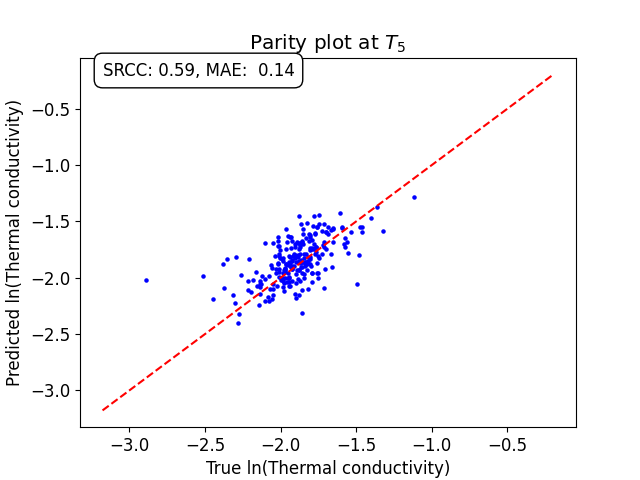 Parity plot at T5
SRCC: 0.59, MAE:  0.14
Predicted ln(Thermal conductivity)
−0.5
−1.0
−1.5
−2.0
−2.5
−3.0
−3.0 −2.5 −2.0 −1.5 −1.0 −0.5
True ln(Thermal conductivity)